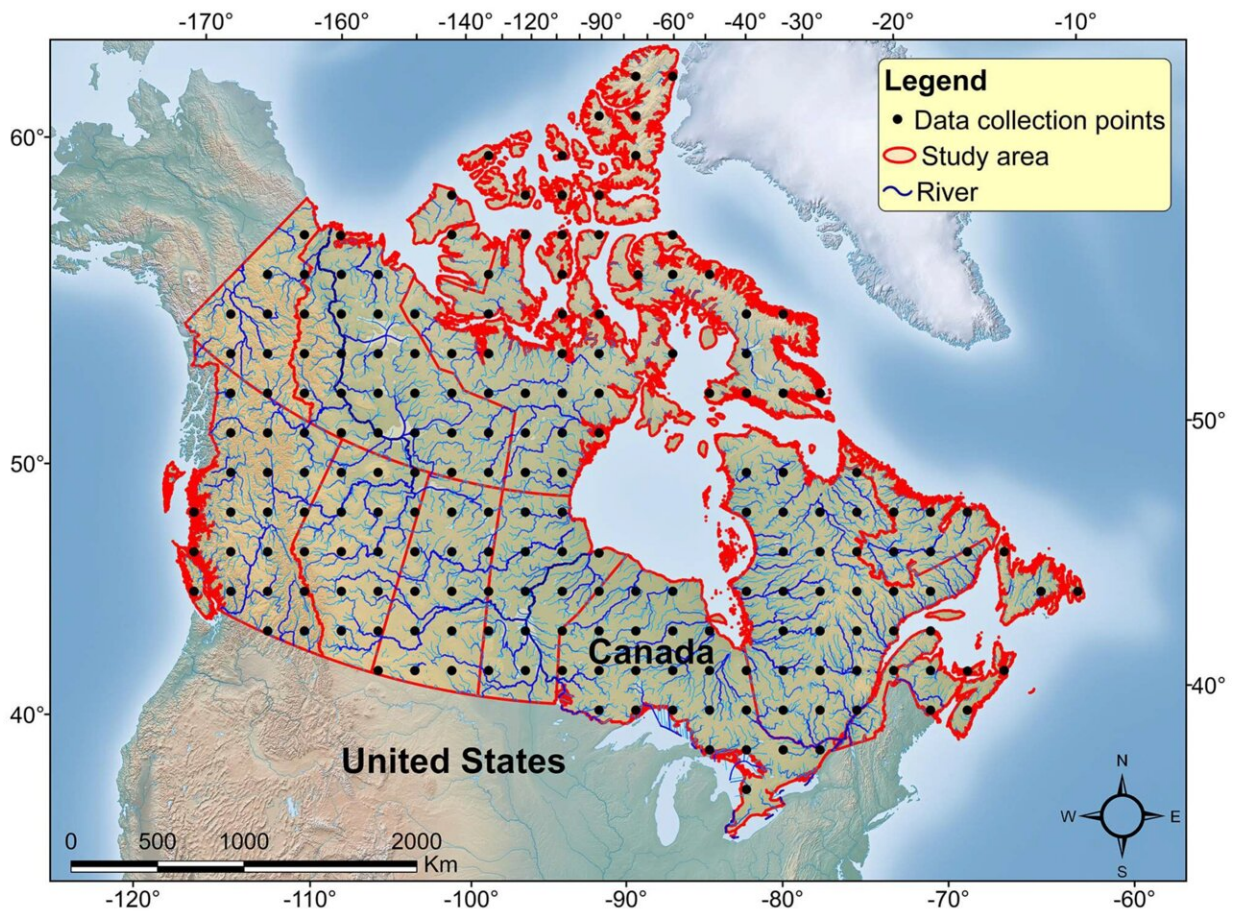 -170° -160° -140° -120° -90° -60° -40° -30° -20° -10°
Legend
Data collection points
Study area
River
60°
50°
50°
Canada
40°
40°
United States
N
W E
S
0 500 1000 2000
Km
-120° -110° -100° -90° -80° -70° -60°